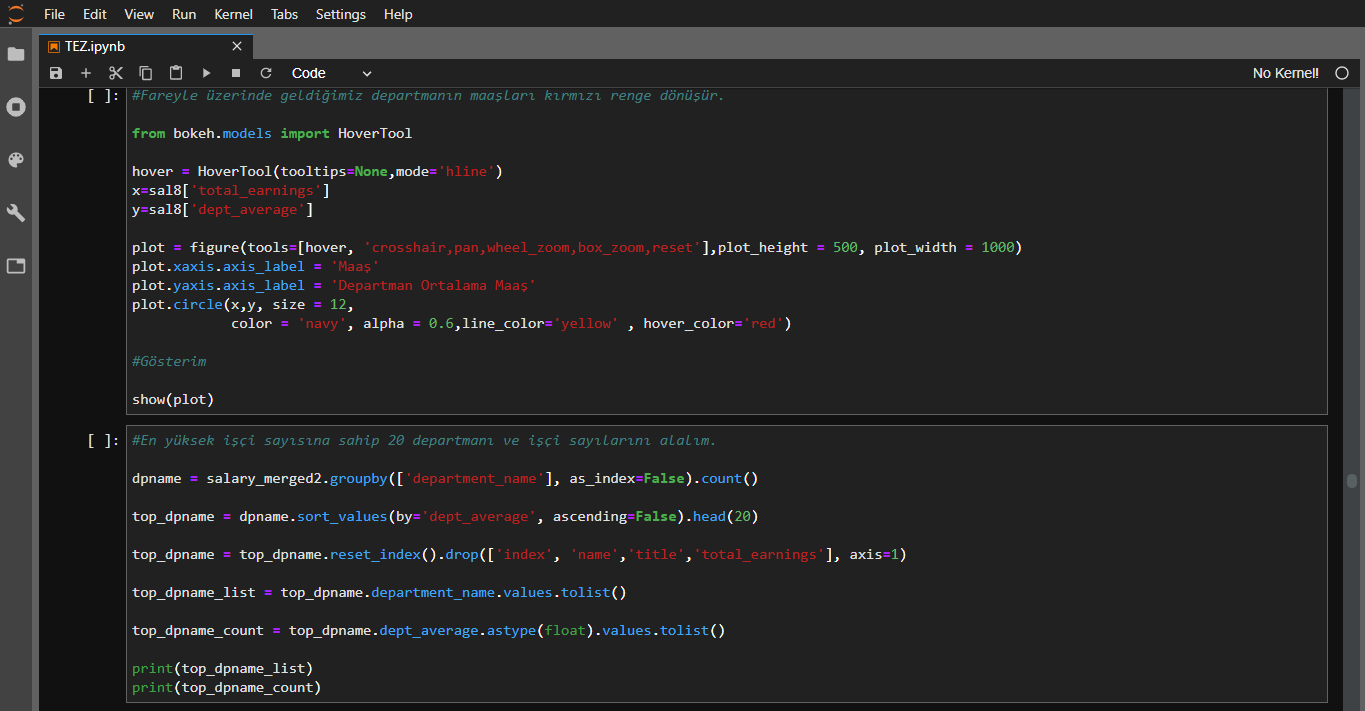 File Edit View Run Kernel Tabs Settings Help
TEZ.ipynb
Code No Kernel!
[ ]: #Fareyle üzerinde geldiğimiz departmanın maaşları kırmızı renge dönüşür.
from bokeh.models import HoverTool
hover = HoverTool(tooltips=None,mode='hline')
x=sal8['total_earnings']
y=sal8['dept_average']
plot = figure(tools=[hover, 'crosshair,pan,wheel_zoom,box_zoom,reset'],plot_height = 500, plot_width = 1000)
plot.xaxis.axis_label = 'Maaş'
plot.yaxis.axis_label = 'Departman Ortalama Maaş'
plot.circle(x,y, size = 12,
color = 'navy', alpha = 0.6,line_color='yellow' , hover_color='red')
#Gösterim
show(plot)
[ ]: #En yüksek işçi sayısına sahip 20 departmanı ve işçi sayılarını alalım.
dpname = salary_merged2.groupby(['department_name'], as_index=False).count()
top_dpname = dpname.sort_values(by='dept_average', ascending=False).head(20)
top_dpname = top_dpname.reset_index().drop(['index', 'name','title','total_earnings'], axis=1)
top_dpname_list = top_dpname.department_name.values.tolist()
top_dpname_count = top_dpname.dept_average.astype(float).values.tolist()
print(top_dpname_list)
print(top_dpname_count)